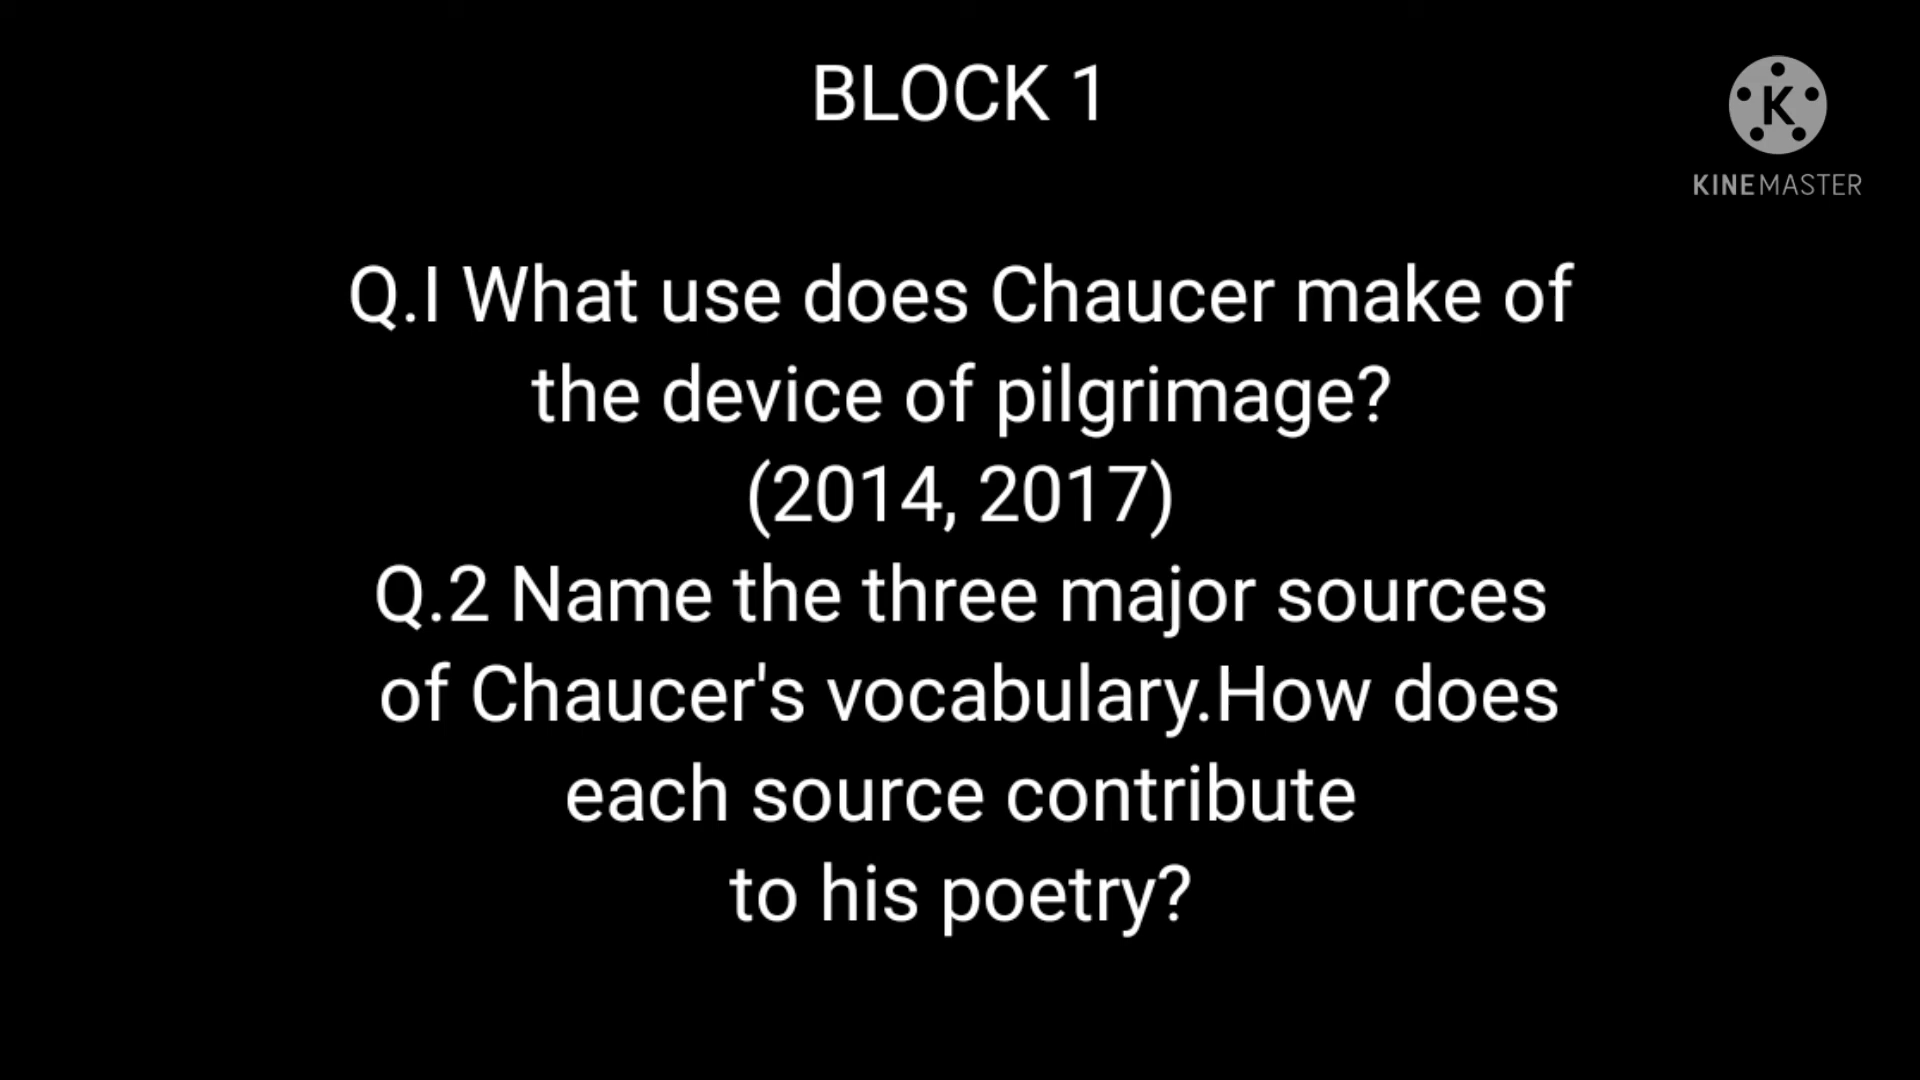 BLOCK 1
K
KINEMASTER
Q.I What use does Chaucer make of
the device of pilgrimage?
(2014, 2017)
Q.2 Name the three major sources
of Chaucer's vocabulary.How does
each source contribute
to his poetry?